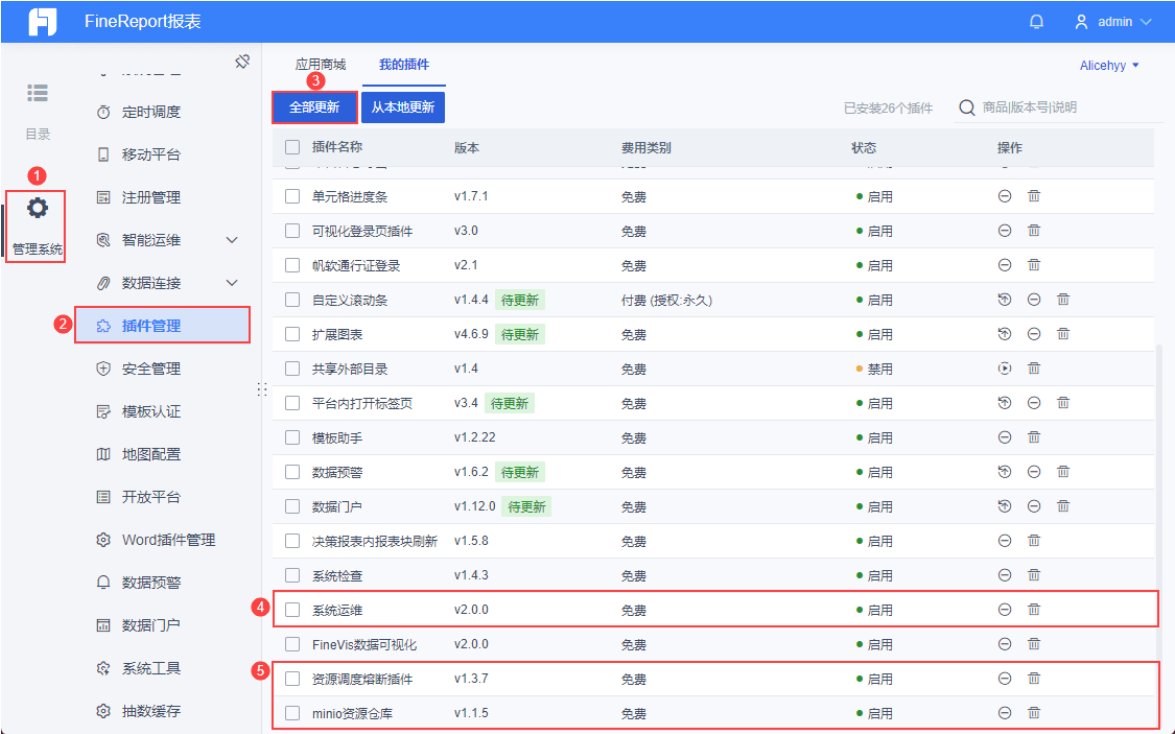 FineReport报表
admin
应用商城 我的插件
Alicehyy
3
全部更新 从本地更新
已安装26个插件 商品|版本号|说明
目录
1
管理系统
定时调度
移动平台
注册管理
智能运维
数据连接
2 插件管理
安全管理
模板认证
地图配置
开放平台
Word插件管理
数据预警
数据门户
系统工具
抽数缓存
插件名称 版本 费用类别 状态 操作
单元格进度条 v1.7.1 免费 启用
可视化登录页插件 v3.0 免费 启用
帆软通行证登录 v2.1 免费 启用
自定义滚动条 v1.4.4 待更新 付费 (授权:永久) 启用
扩展图表 v4.6.9 待更新 免费 启用
共享外部目录 v1.4 免费 禁用
平台内打开标签页 v3.4 待更新 免费 启用
模板助手 v1.2.22 免费 启用
数据预警 v1.6.2 待更新 免费 启用
数据门户 v1.12.0 待更新 免费 启用
决策报表内报表块刷新 v1.5.8 免费 启用
系统检查 v1.4.3 免费 启用
4 系统运维 v2.0.0 免费 启用
FineVis数据可视化 v2.0.0 免费 启用
5 资源调度熔断插件 v1.3.7 免费 启用
minio资源仓库 v1.1.5 免费 启用